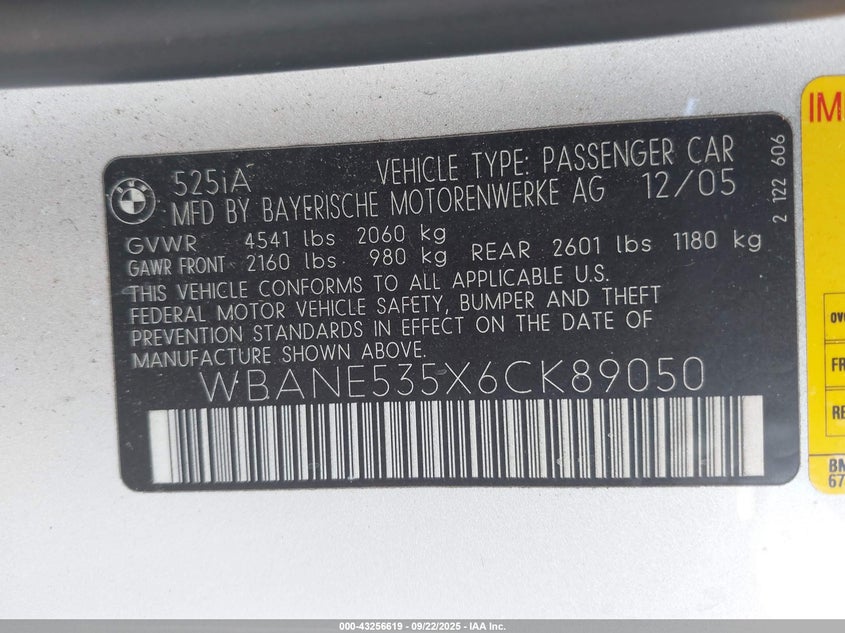 BMW
525iA VEHICLE TYPE: PASSENGER CAR
MFD BY BAYERISCHE MOTORENWERKE AG 12/05
GVWR 4541 lbs 2060 kg
GAWR FRONT 2160 lbs 980 kg REAR 2601 lbs 1180 kg
THIS VEHICLE CONFORMS TO ALL APPLICABLE U.S.
FEDERAL MOTOR VEHICLE SAFETY, BUMPER AND THEFT
PREVENTION STANDARDS IN EFFECT ON THE DATE OF
MANUFACTURE SHOWN ABOVE.
WBANE535X6CK89050
2 122 606
000-43256619 - 09/22/2025 - IAA Inc.